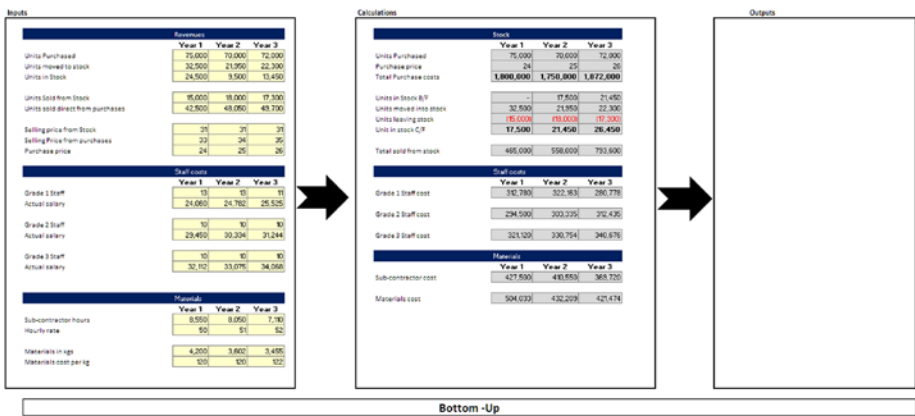 Inputs
Revenues
Year 1 Year 2 Year 3
Units Purchased 75,000 70,000 72,000
Units moved to stock 32,500 21,950 22,300
Units in Stock 24,500 9,500 13,450
Units Sold from Stock 15,000 18,000 17,300
Units sold direct from purchases 42,500 48,050 49,700
Selling price from Stock 31 31 31
Selling Price from purchases 33 34 35
Purchase price 24 25 26
Staff costs
Year 1 Year 2 Year 3
Grade 1 Staff 13 13 11
Actual salary 24,060 24,782 25,525
Grade 2 Staff 10 10 10
Actual salary 29,450 30,334 31,244
Grade 3 Staff 10 10 10
Actual salary 32,112 33,075 34,068
Materials
Year 1 Year 2 Year 3
Sub-contractor hours 8,550 8,050 7,110
Hourly rate 50 51 52
Materials in kgs 4,200 3,602 3,455
Materials cost per kg 120 120 122
Calculations
Stock
Year 1 Year 2 Year 3
Units Purchased 75,000 70,000 72,000
Purchase price 24 25 26
Total Purchase costs 1,800,000 1,750,000 1,872,000
Units in Stock B/F - 17,500 21,450
Units moved into stock 32,500 21,950 22,300
Units leaving stock (15,000) (18,000) (17,300)
Unit in stock C/F 17,500 21,450 26,450
Total sold from stock 465,000 558,000 793,600
Staff costs
Year 1 Year 2 Year 3
Grade 1 Staff cost 312,780 322,163 280,778
Grade 2 Staff cost 294,500 303,335 312,435
Grade 3 Staff cost 321,120 330,754 340,676
Materials
Year 1 Year 2 Year 3
Sub-contractor cost 427,500 410,550 369,720
Materials cost 504,033 432,209 421,474
Outputs
Bottom -Up